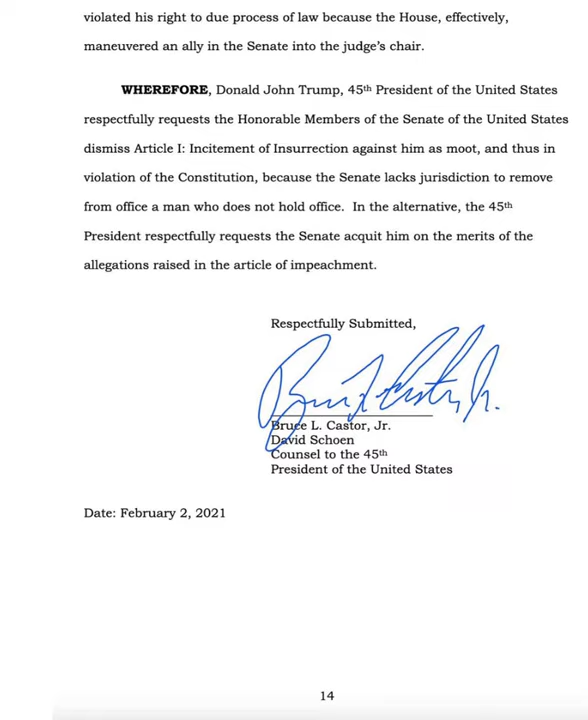 violated his right to due process of law because the House, effectively,
maneuvered an ally in the Senate into the judge's chair.
WHEREFORE, Donald John Trump, 45th President of the United States
respectfully requests the Honorable Members of the Senate of the United States
dismiss Article I: Incitement of Insurrection against him as moot, and thus in
violation of the Constitution, because the Senate lacks jurisdiction to remove
from office a man who does not hold office. In the alternative, the 45th
President respectfully requests the Senate acquit him on the merits of the
allegations raised in the article of impeachment.
Respectfully Submitted,
Bruce L. Castor, Jr.
David Schoen
Counsel to the 45th
President of the United States
Date: February 2, 2021
14